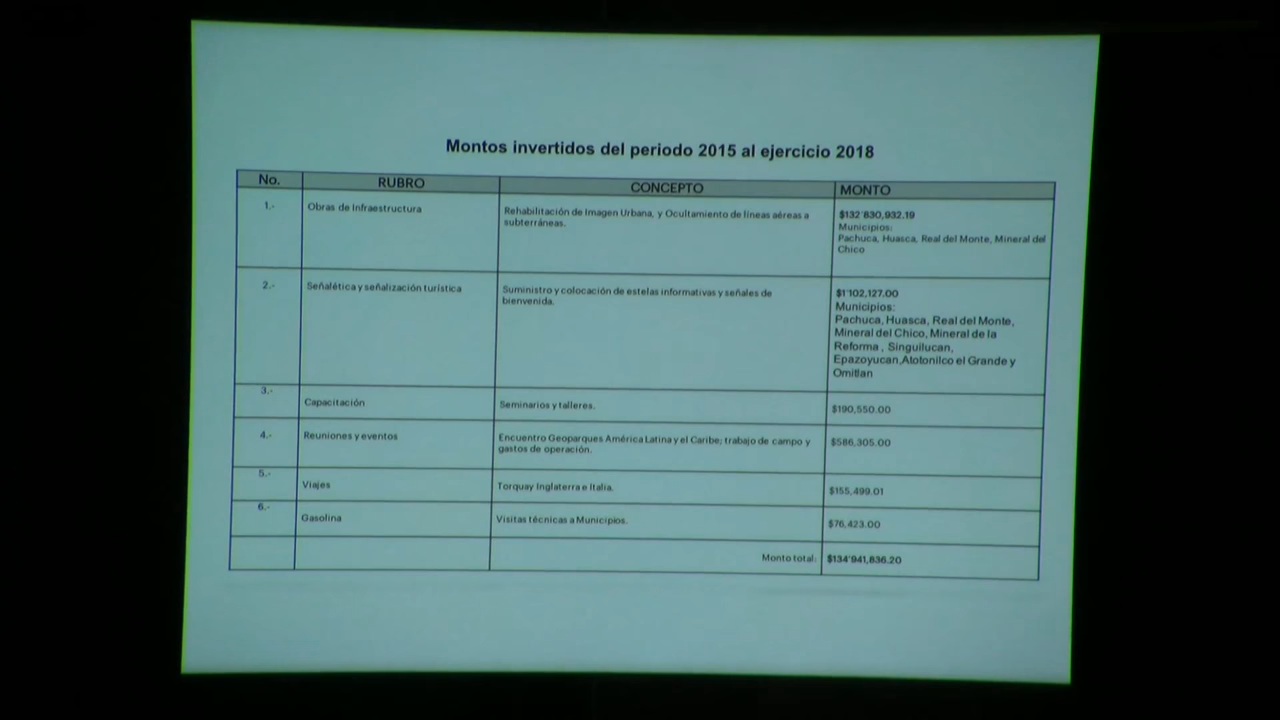 Montos invertidos del periodo 2015 al ejercicio 2018
No. RUBRO CONCEPTO MONTO
1.- Obras de Infraestructura
Rehabilitación de Imagen Urbana, y Ocultamiento de líneas aéreas a
subterráneas.
$132'830,932.19
Municipios:
Pachuca, Huasca, Real del Monte, Mineral del
Chico
2.- Señalética y señalización turística
Suministro y colocación de estelas informativas y señales de
bienvenida.
$1'102,127.00
Municipios:
Pachuca, Huasca, Real del Monte,
Mineral del Chico, Mineral de la
Reforma , Singuilucan,
Epazoyucan,Atotonilco el Grande y
Omitlan
3.- Capacitación Seminarios y talleres. $190,550.00
4.- Reuniones y eventos
Encuentro Geoparques América Latina y el Caribe; trabajo de campo y
gastos de operación.
$586,305.00
5.- Viajes Torquay Inglaterra e Italia. $155,499.01
6.- Gasolina Visitas técnicas a Municipios. $76,423.00
Monto total: $134'941,836.20